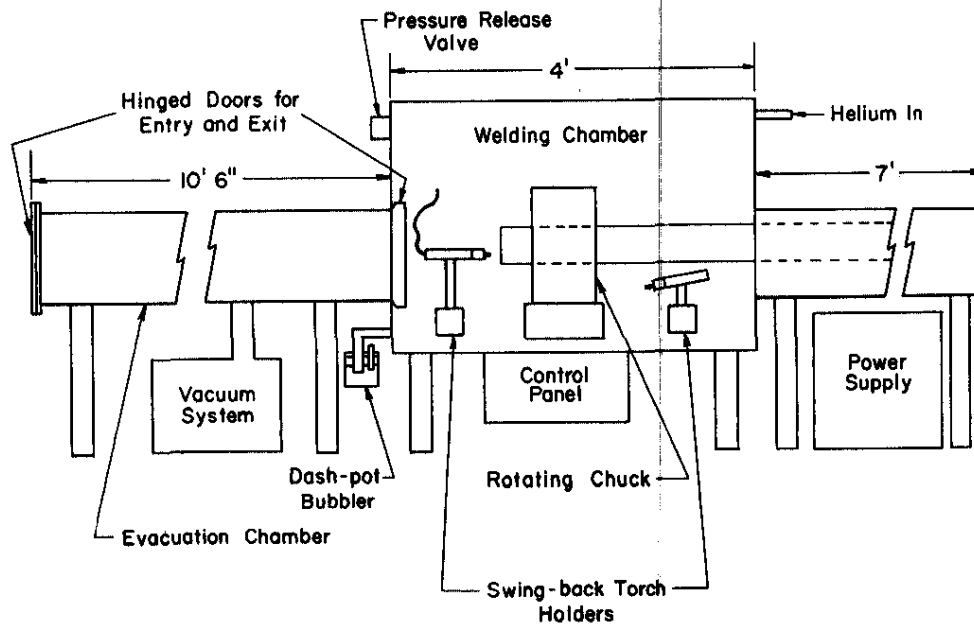 Pressure Release
Valve
4'
Hinged Doors for
Entry and Exit
Welding Chamber
Helium In
10' 6"
7'
Vacuum
System
Control
Panel
Power
Supply
Dash-pot
Bubbler
Rotating Chuck
Evacuation Chamber
Swing-back Torch
Holders